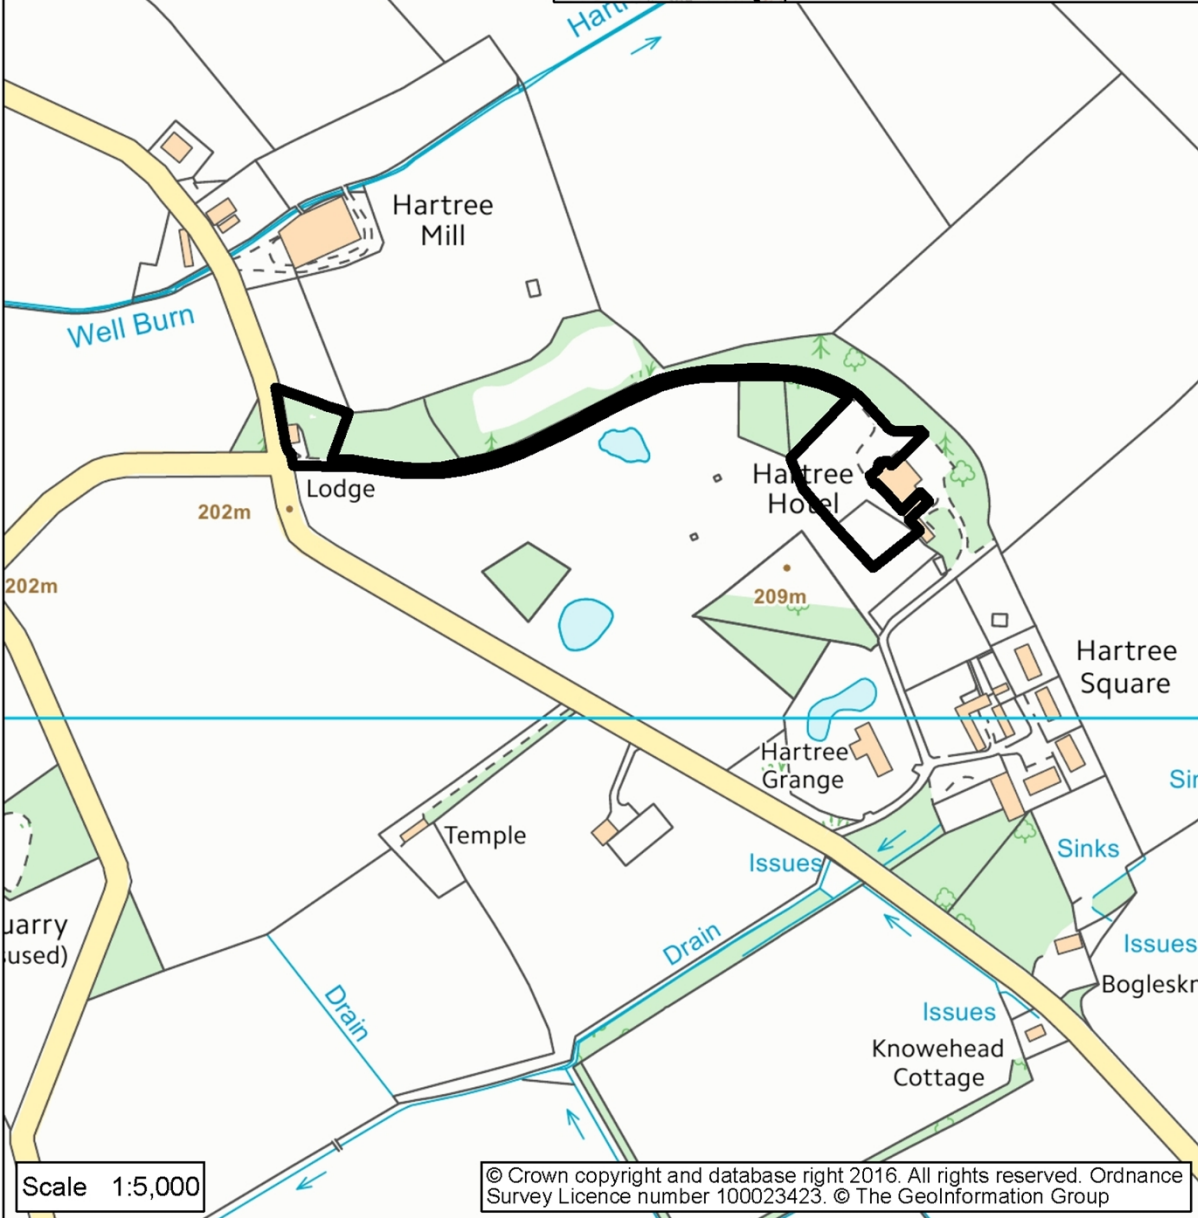 Hartree
Mill
Well Burn
Lodge
202m
202m
Hartree
Hotel
209m
Hartree
Square
Hartree
Grange
Temple
Issues
Sinks
Drain
Issues
Drain
Issues
Knowehead
Cottage
Scale 1:5,000
© Crown copyright and database right 2016. All rights reserved. Ordnance
Survey Licence number 100023423. © The GeoInformation Group